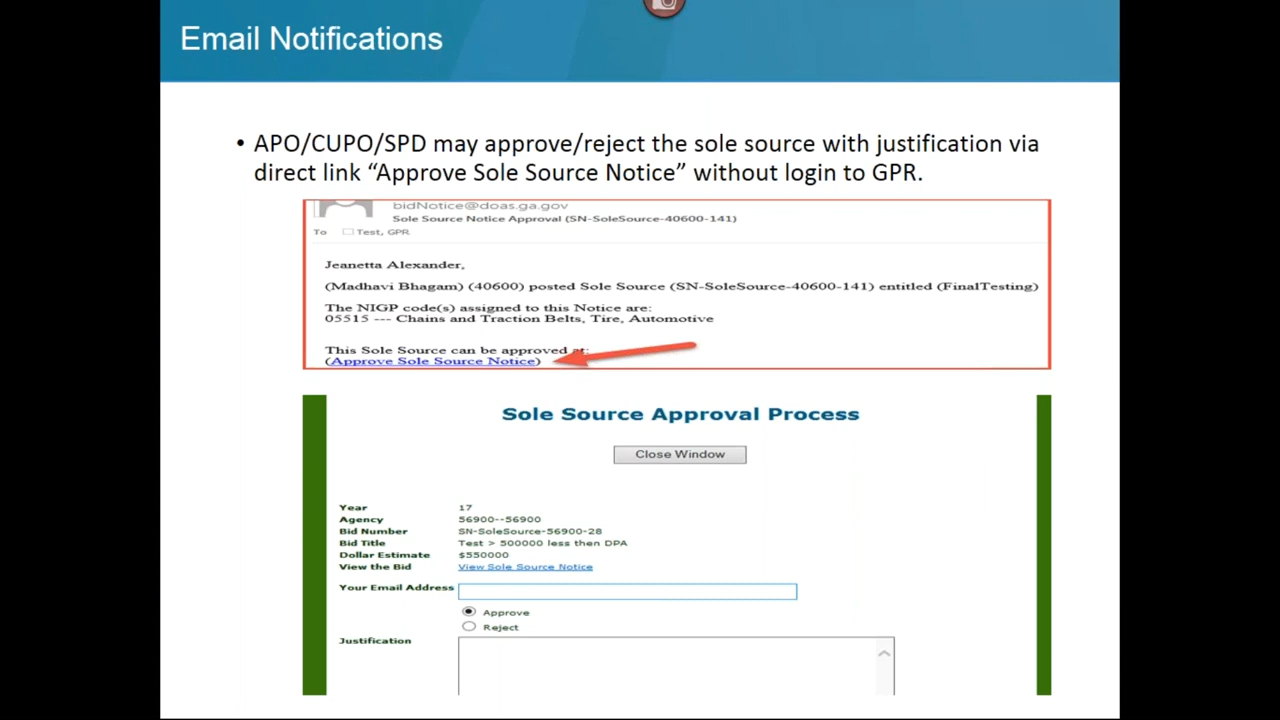 Email Notifications
• APO/CUPO/SPD may approve/reject the sole source with justification via
direct link “Approve Sole Source Notice” without login to GPR.
bidNotice@doas.ga.gov
Sole Source Notice Approval (SN-SoleSource-40600-141)
To Test, GPR
Jeanetta Alexander,
(Madhavi Bhagam) (40600) posted Sole Source (SN-SoleSource-40600-141) entitled (FinalTesting)
The NIGP code(s) assigned to this Notice are:
05515 --- Chains and Traction Belts, Tire, Automotive
This Sole Source can be approved at:
(Approve Sole Source Notice)
Sole Source Approval Process
Close Window
Year 17
Agency 56900--56900
Bid Number SN-SoleSource-56900-28
Bid Title Test > 500000 less then DPA
Dollar Estimate $550000
View the Bid View Sole Source Notice
Your Email Address
Approve
Reject
Justification